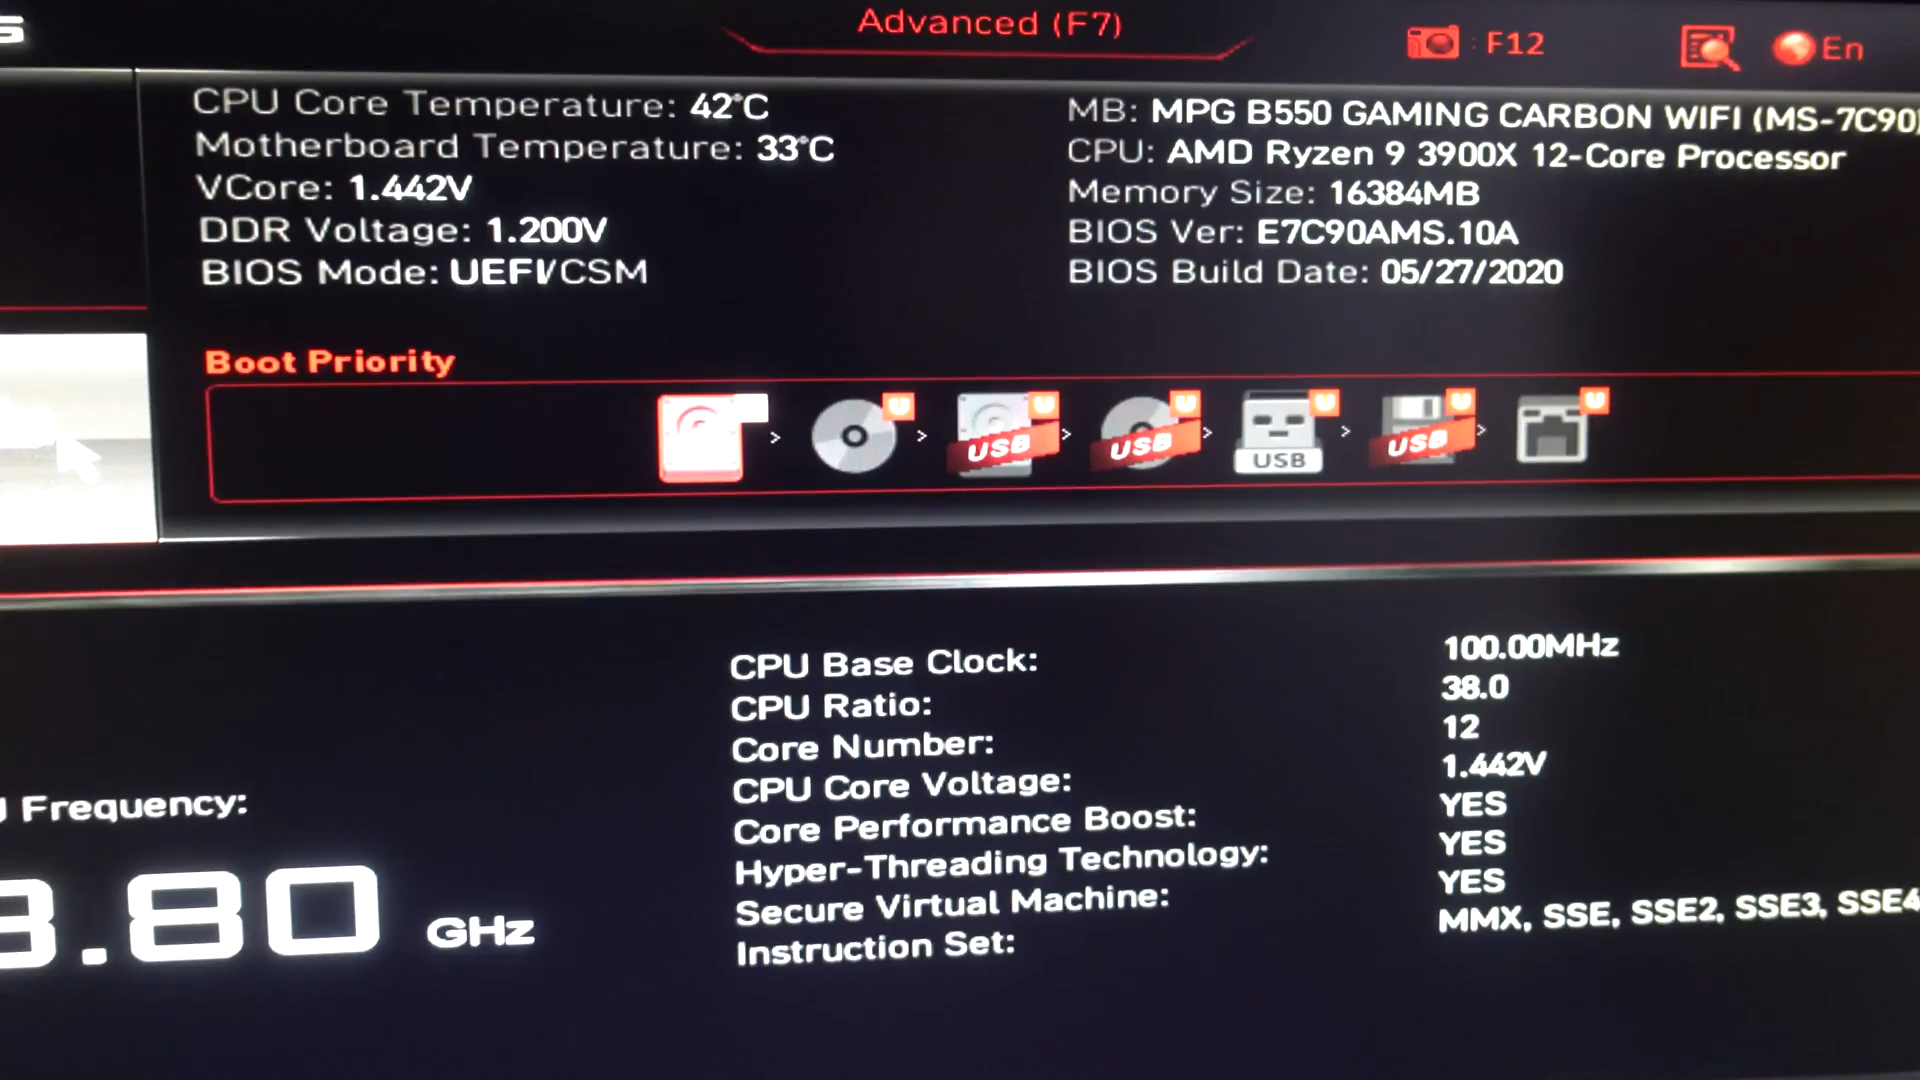 Advanced (F7)
: F12
En
CPU Core Temperature: 42°C
Motherboard Temperature: 33°C
VCore: 1.442V
DDR Voltage: 1.200V
BIOS Mode: UEFI/CSM
MB: MPG B550 GAMING CARBON WIFI (MS-7C90)
CPU: AMD Ryzen 9 3900X 12-Core Processor
Memory Size: 16384MB
BIOS Ver: E7C90AMS.10A
BIOS Build Date: 05/27/2020
Boot Priority
U U U U U U
USB USB USB USB
CPU Base Clock: 100.00MHz
CPU Ratio: 38.0
Core Number: 12
CPU Core Voltage: 1.442V
Core Performance Boost: YES
Hyper-Threading Technology: YES
Secure Virtual Machine: YES
Instruction Set: MMX, SSE, SSE2, SSE3, SSE4
Frequency:
3.80 GHz